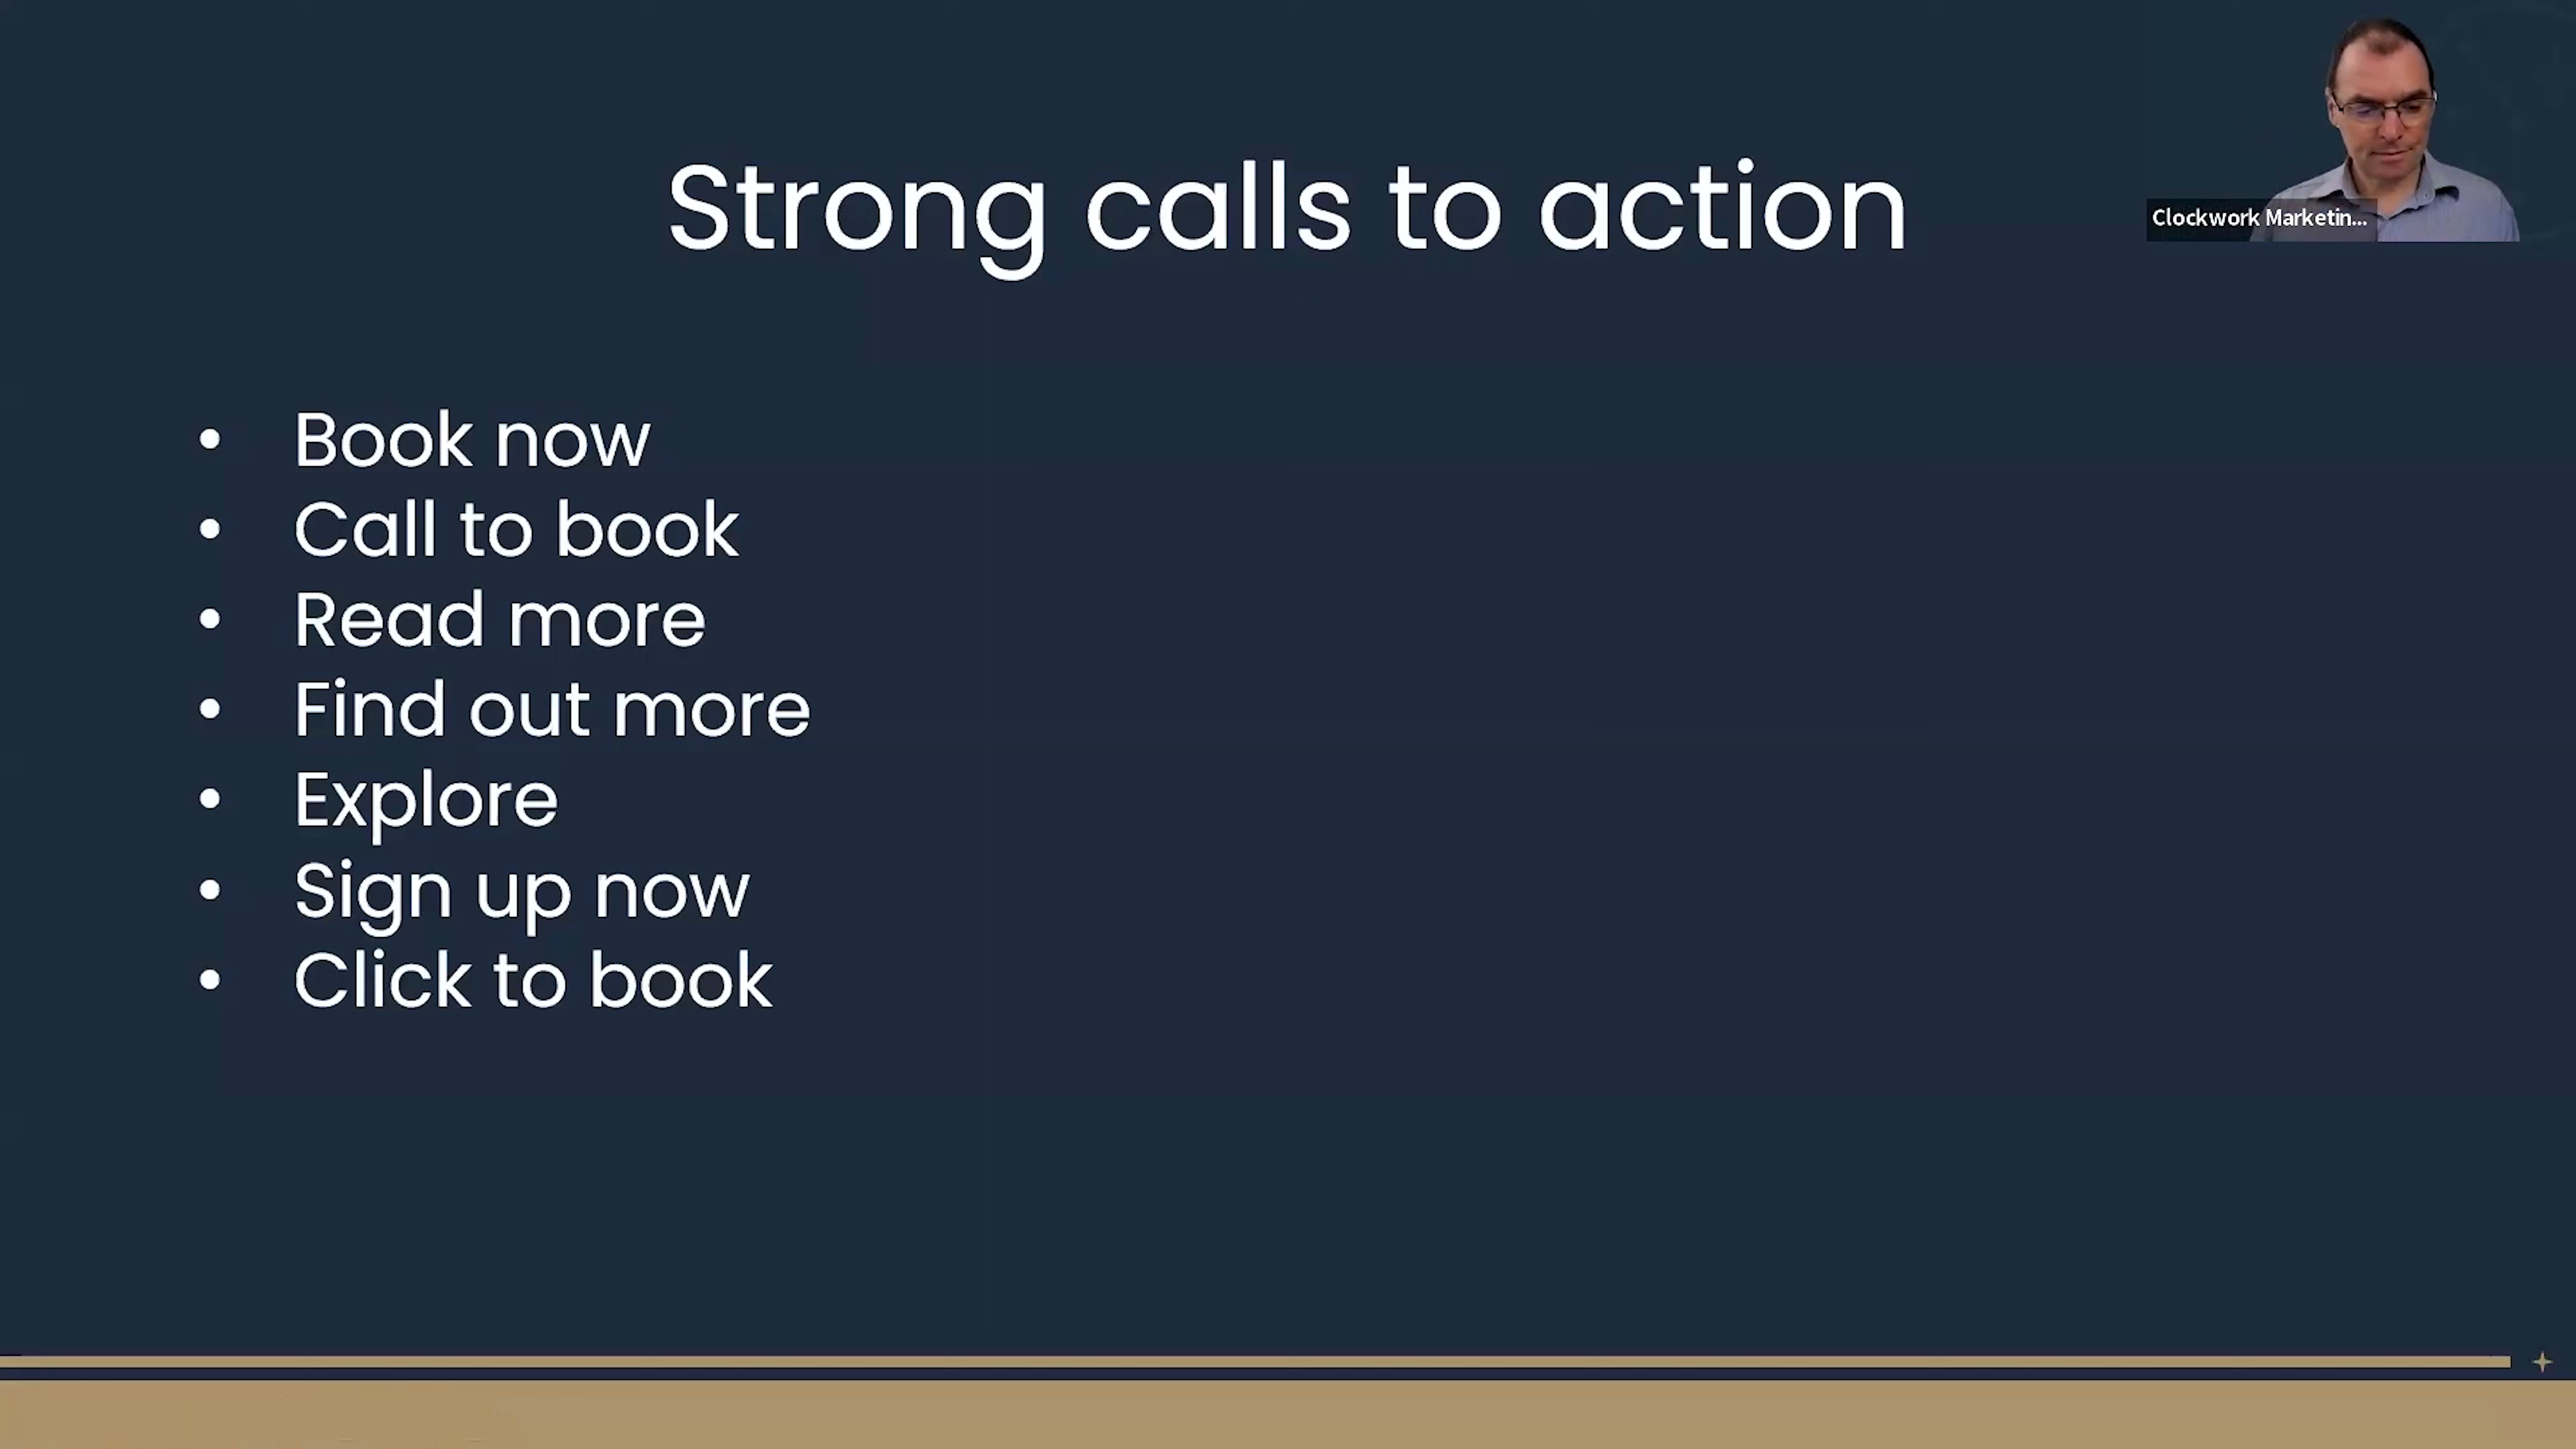 Strong calls to action
Clockwork Marketin...
• Book now
• Call to book
• Read more
• Find out more
• Explore
• Sign up now
• Click to book